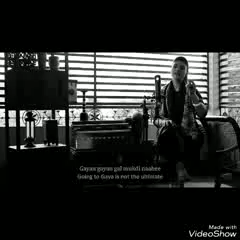 Gayan gayan gal mukdi naahee
Going to Gaya is not the ultimate
Made with
VideoShow